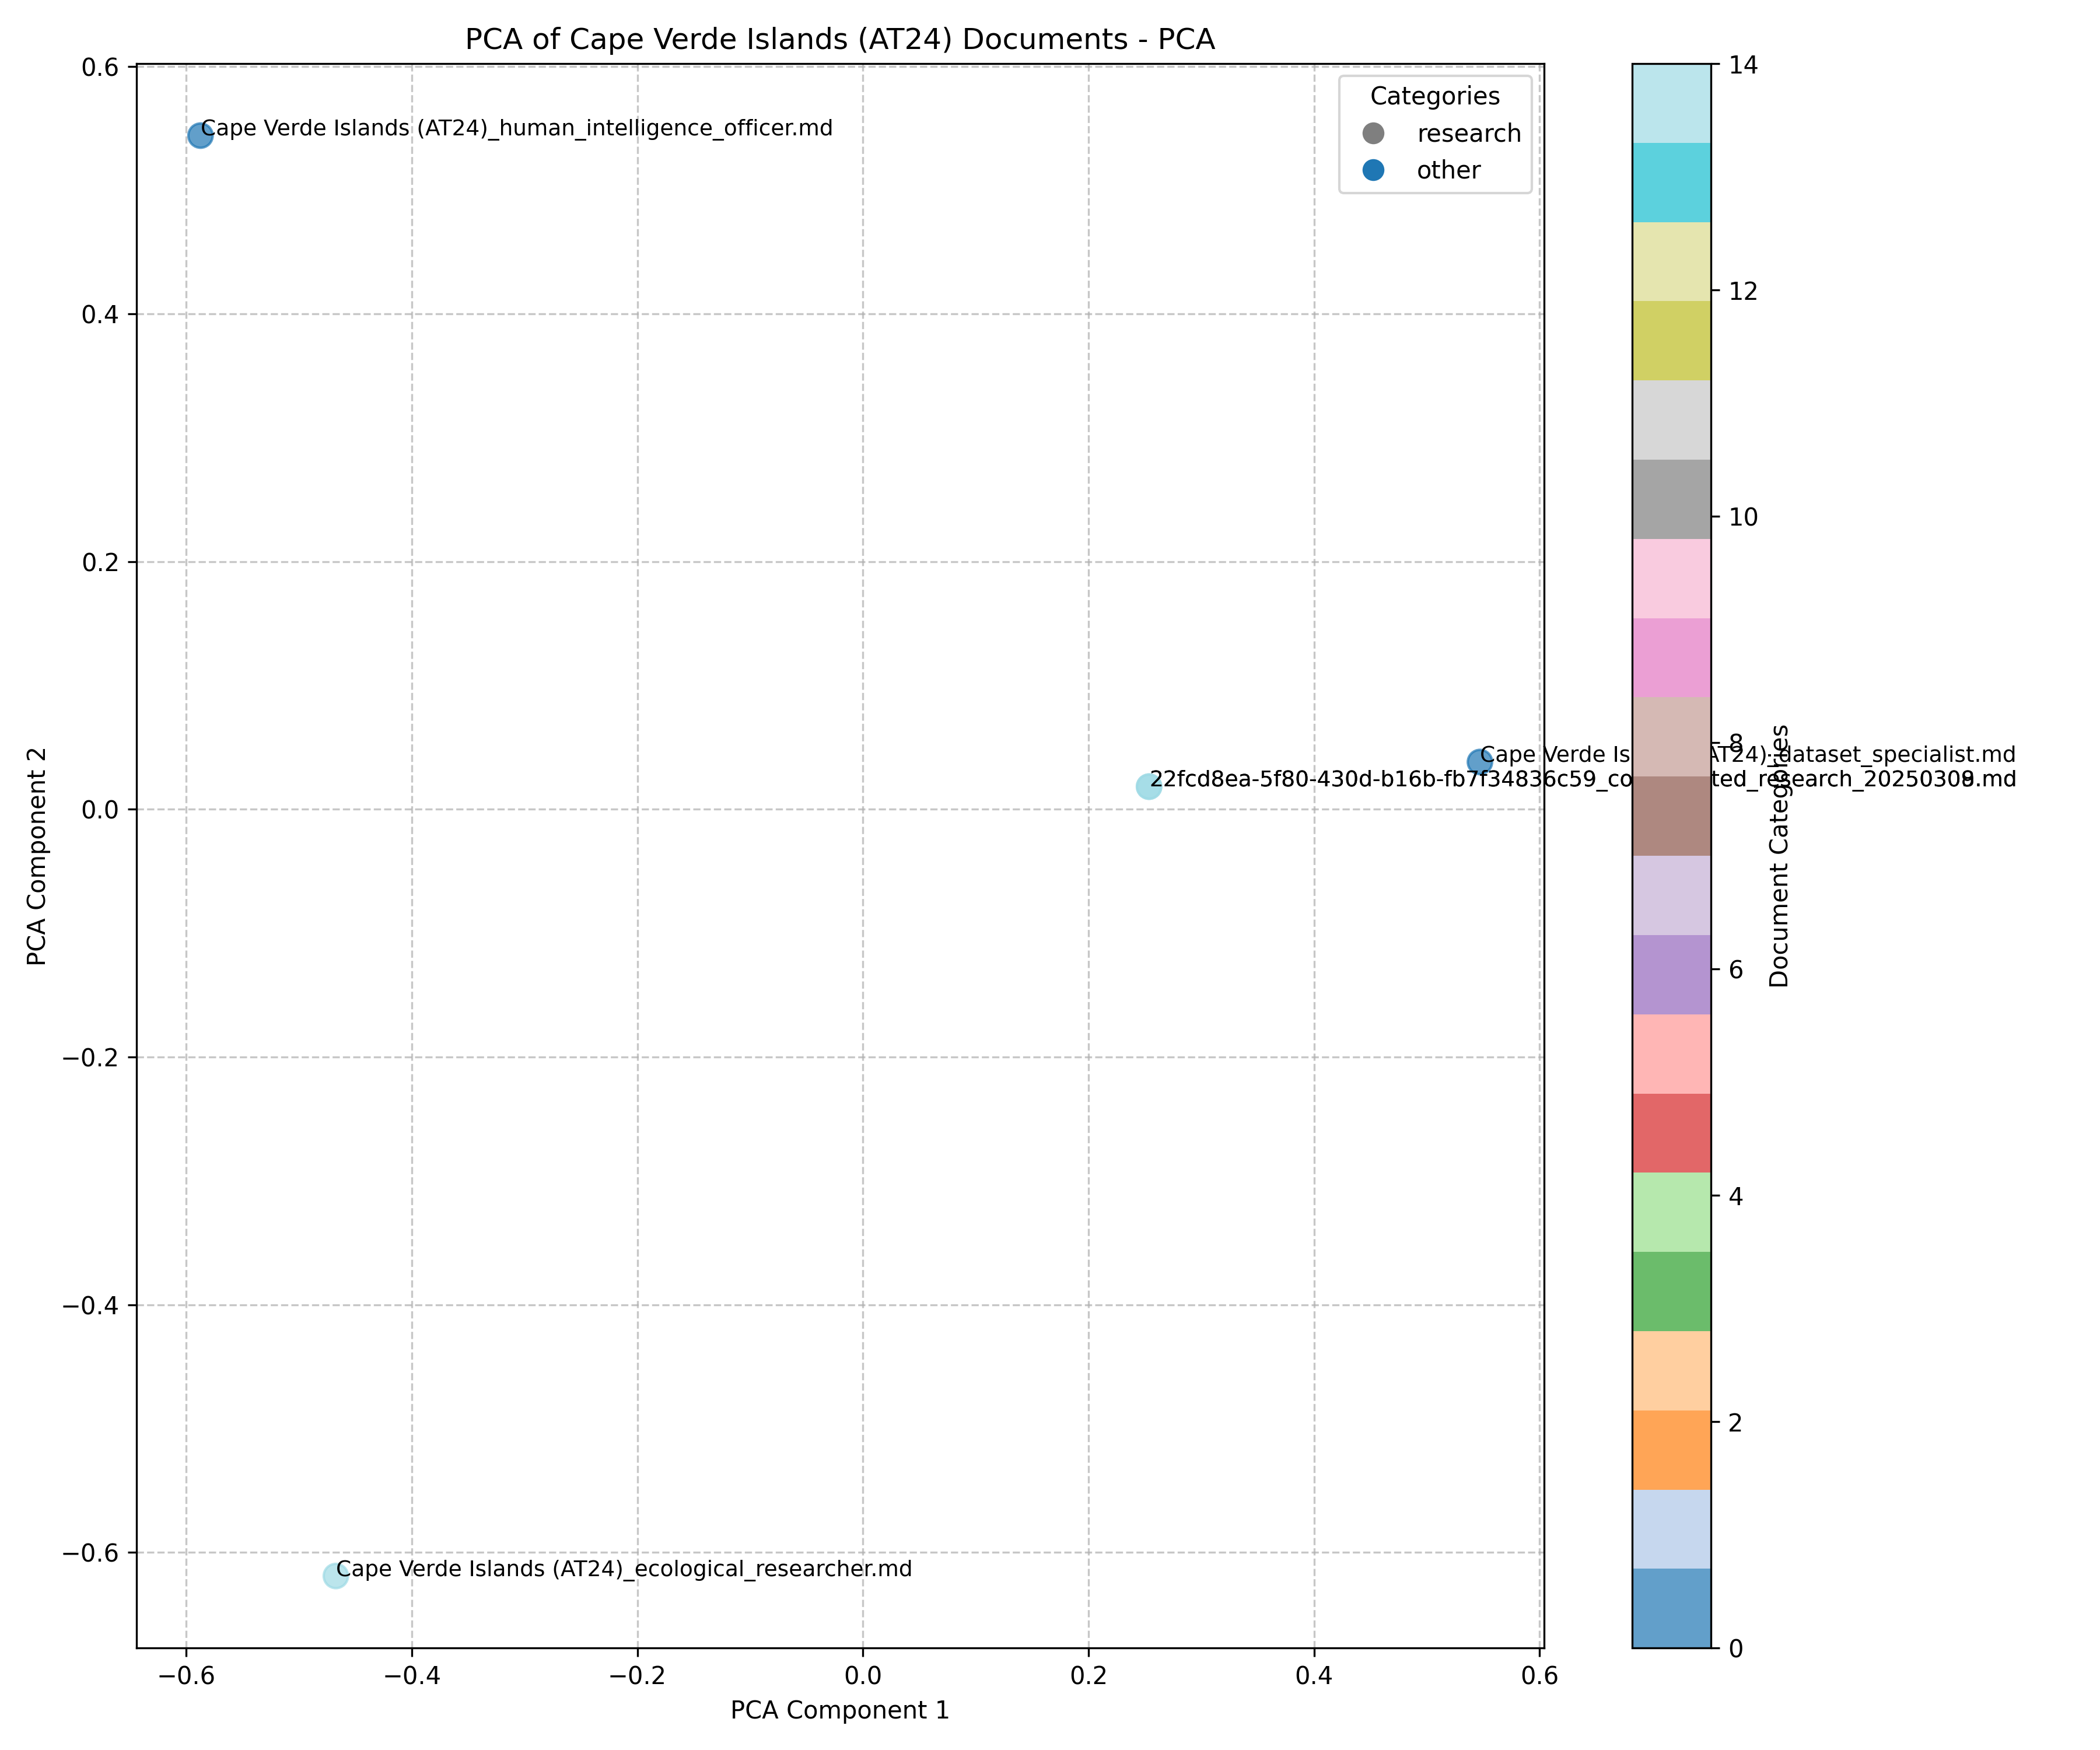 PCA of Cape Verde Islands (AT24) Documents - PCA
Categories
research
other
Cape Verde Islands (AT24)_human_intelligence_officer.md
Cape Verde Is AT24)_dataset_specialist.md
22fcd8ea-5f80-430d-b16b-fb7f34836c59_co ted_research_2025030 .md
Cape Verde Islands (AT24)_ecological_researcher.md
0.6
0.4
0.2
0.0
−0.2
−0.4
−0.6
PCA Component 2
−0.6
−0.4
−0.2
0.0
0.2
0.4
0.6
PCA Component 1
14
12
10
8
6
4
2
0
Document Categories